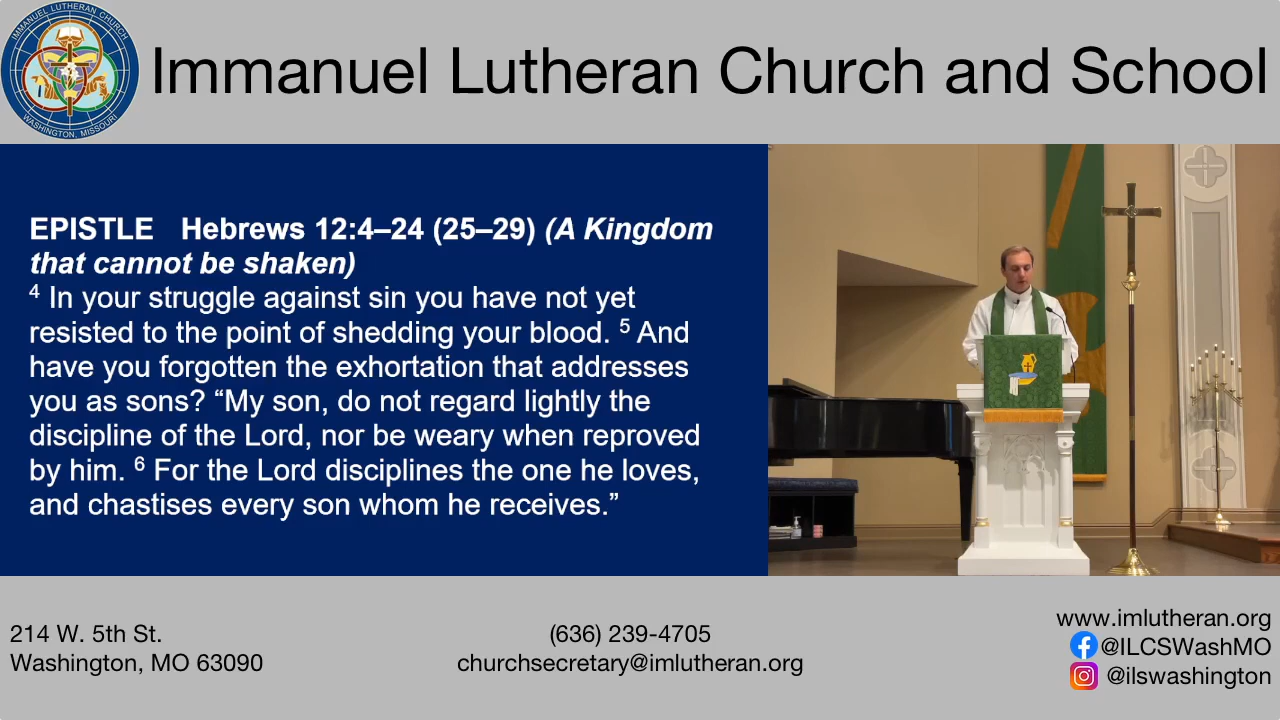 IMMANUEL LUTHERAN CHURCH
WASHINGTON, MISSOURI
Immanuel Lutheran Church and School
EPISTLE Hebrews 12:4–24 (25–29) (A Kingdom
that cannot be shaken)
4 In your struggle against sin you have not yet
resisted to the point of shedding your blood. 5 And
have you forgotten the exhortation that addresses
you as sons? “My son, do not regard lightly the
discipline of the Lord, nor be weary when reproved
by him. 6 For the Lord disciplines the one he loves,
and chastises every son whom he receives.”
214 W. 5th St.
Washington, MO 63090
(636) 239-4705
churchsecretary@imlutheran.org
www.imlutheran.org
@ILCSWashMO
@ilswashington